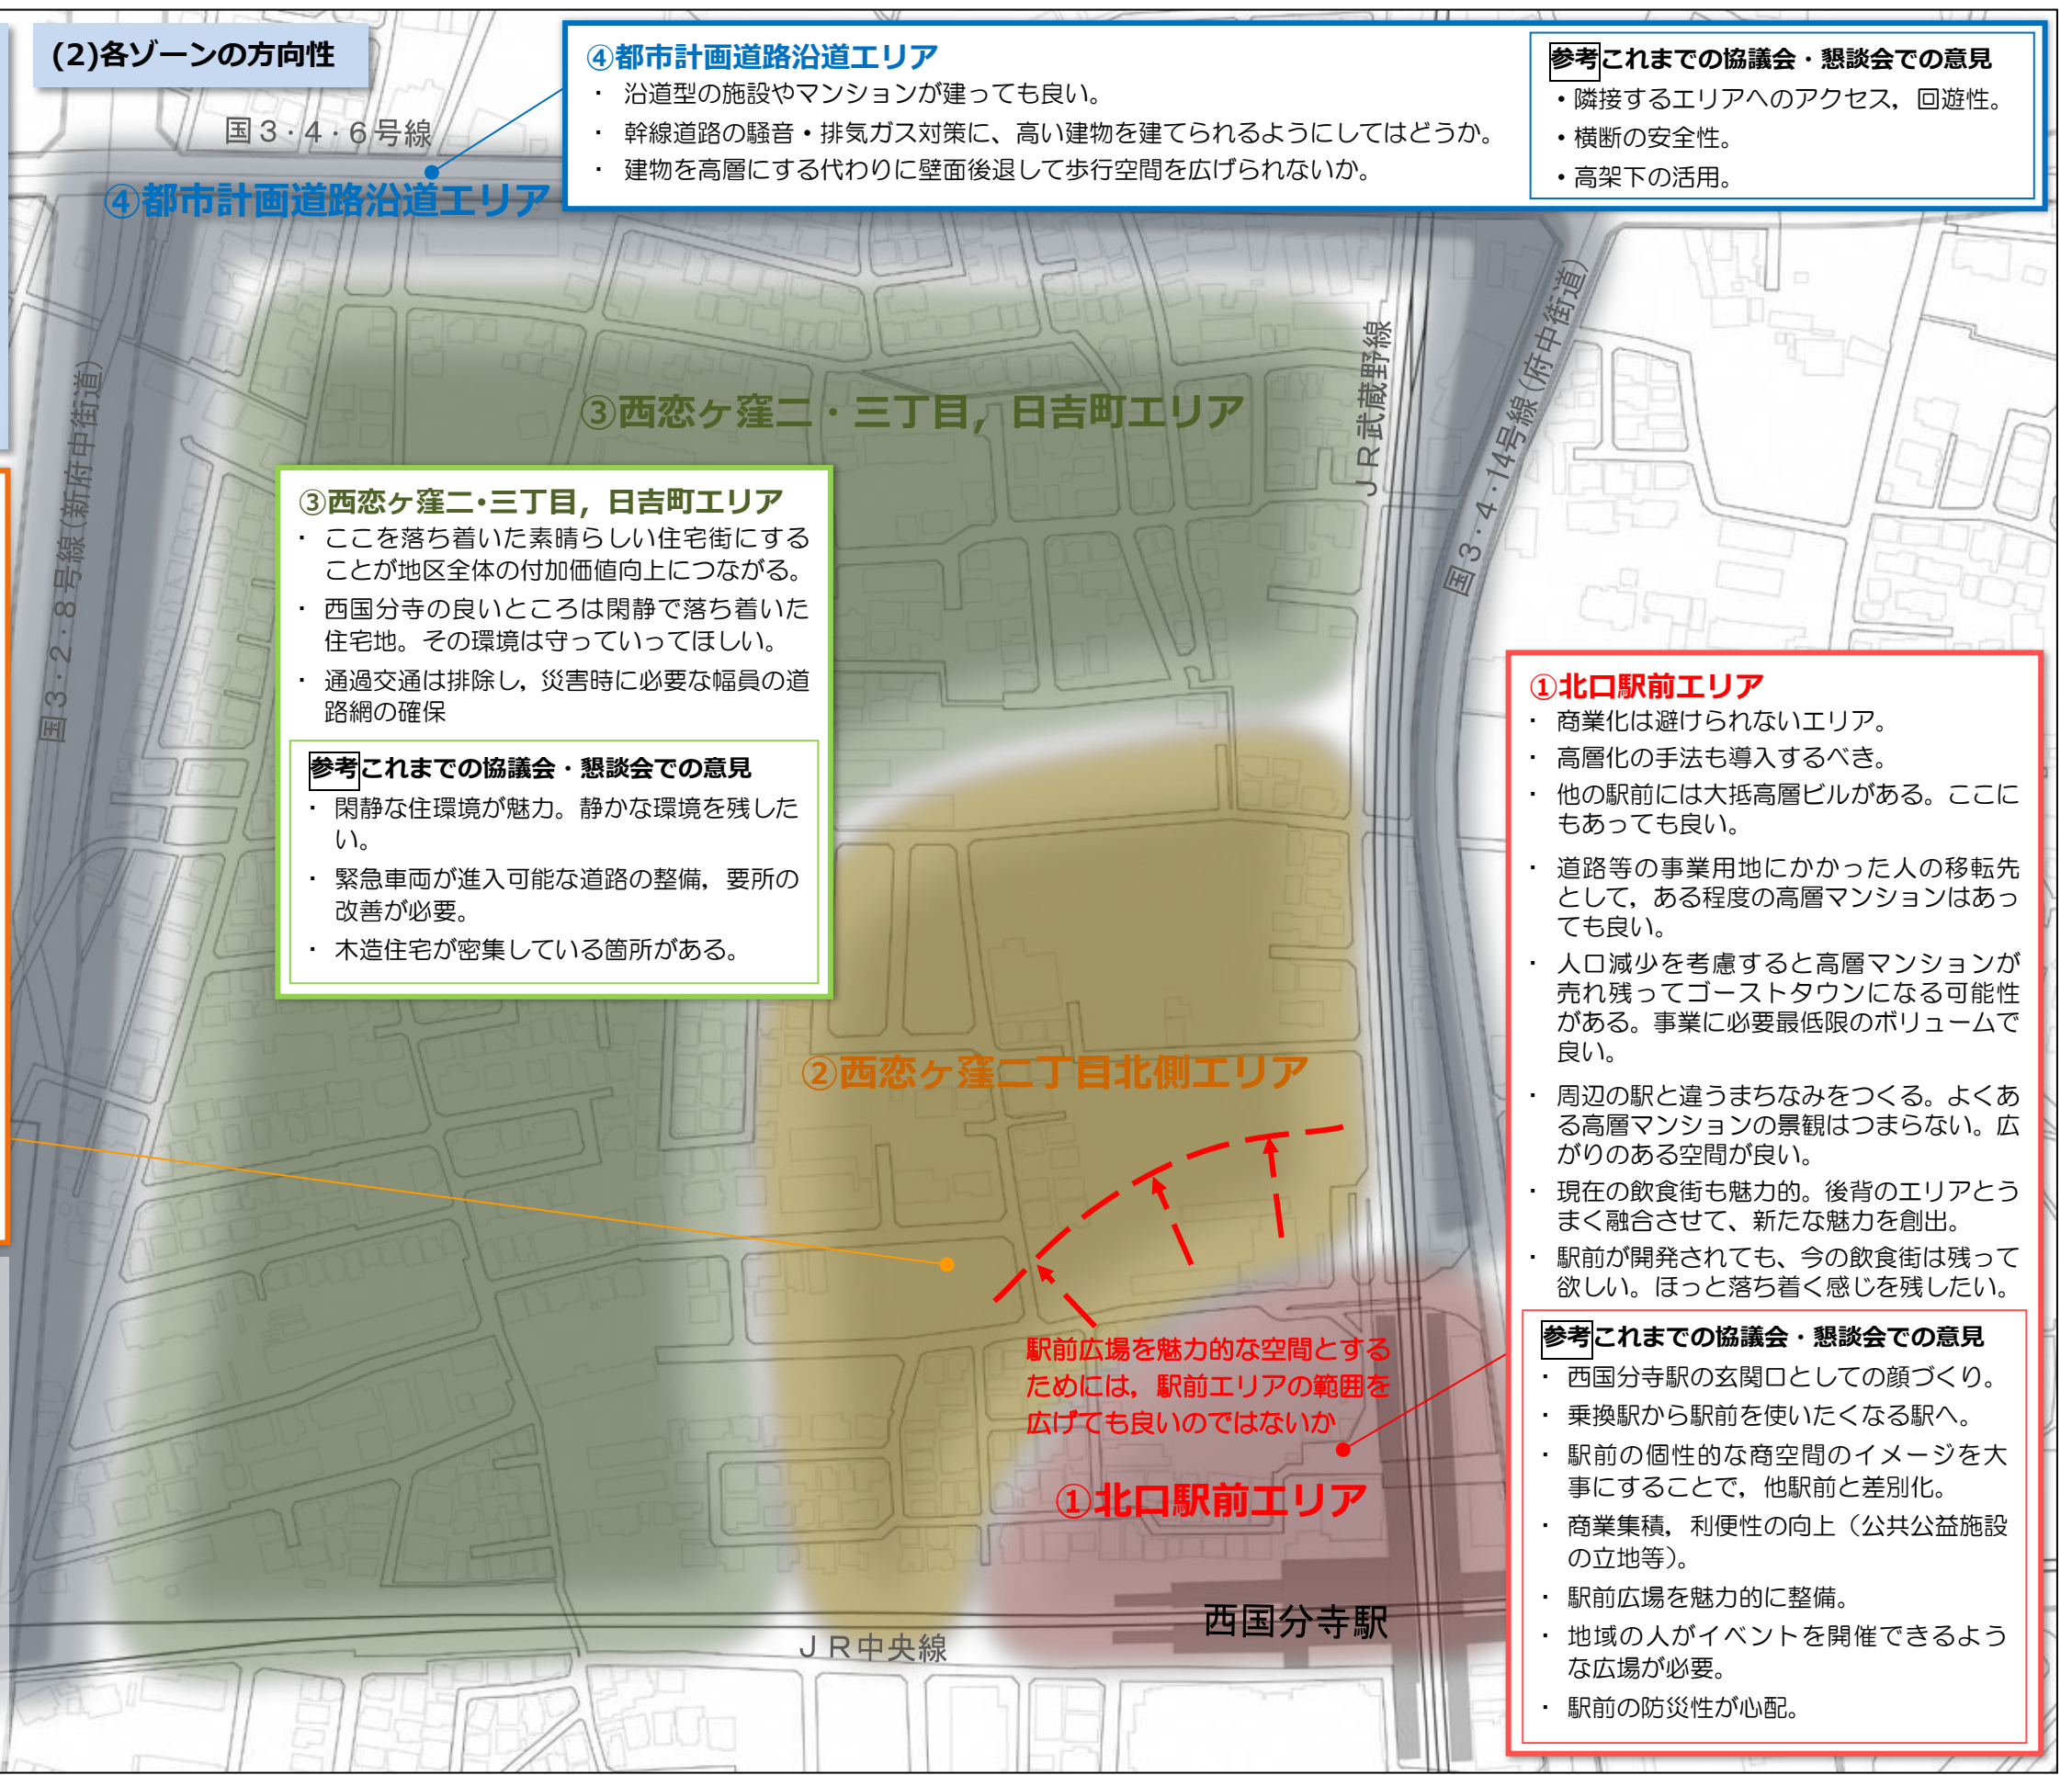 (2)各ゾーンの方向性
④都市計画道路沿道エリア
・ 沿道型の施設やマンションが建っても良い。
・ 幹線道路の騒音・排気ガス対策に、高い建物を建てられるようにしてはどうか。
・ 建物を高層にする代わりに壁面後退して歩行空間を広げられないか。
参考これまでの協議会・懇談会での意見
・隣接するエリアへのアクセス，回遊性。
・横断の安全性。
・高架下の活用。
国３・４・６号線
④都市計画道路沿道エリア
国３・２・８号線（新府中街道）
ＪＲ武蔵野線
国３・４・14号線（府中街道）
③西恋ヶ窪二・三丁目，日吉町エリア
③西恋ヶ窪二・三丁目，日吉町エリア
・ ここを落ち着いた素晴らしい住宅街にする
ことが地区全体の付加価値向上につながる。
・ 西国分寺の良いところは閑静で落ち着いた
住宅地。その環境は守っていってほしい。
・ 通過交通は排除し，災害時に必要な幅員の道
路網の確保
参考これまでの協議会・懇談会での意見
・ 閑静な住環境が魅力。静かな環境を残した
い。
・ 緊急車両が進入可能な道路の整備，要所の
改善が必要。
・ 木造住宅が密集している箇所がある。
②西恋ヶ窪二丁目北側エリア
駅前広場を魅力的な空間とする
ためには，駅前エリアの範囲を
広げても良いのではないか
①北口駅前エリア
西国分寺駅
ＪＲ中央線
①北口駅前エリア
・ 商業化は避けられないエリア。
・ 高層化の手法も導入するべき。
・ 他の駅前には大抵高層ビルがある。ここに
もあっても良い。
・ 道路等の事業用地にかかった人の移転先
として，ある程度の高層マンションはあっ
ても良い。
・ 人口減少を考慮すると高層マンションが
売れ残ってゴーストタウンになる可能性
がある。事業に必要最低限のボリュームで
良い。
・ 周辺の駅と違うまちなみをつくる。よくあ
る高層マンションの景観はつまらない。広
がりのある空間が良い。
・ 現在の飲食街も魅力的。後背のエリアとう
まく融合させて、新たな魅力を創出。
・ 駅前が開発されても、今の飲食街は残って
欲しい。ほっと落ち着く感じを残したい。
参考これまでの協議会・懇談会での意見
・ 西国分寺駅の玄関口としての顔づくり。
・ 乗換駅から駅前を使いたくなる駅へ。
・ 駅前の個性的な商空間のイメージを大
事にすることで，他駅前と差別化。
・ 商業集積，利便性の向上（公共公益施設
の立地等）。
・ 駅前広場を魅力的に整備。
・ 地域の人がイベントを開催できるよう
な広場が必要。
・ 駅前の防災性が心配。